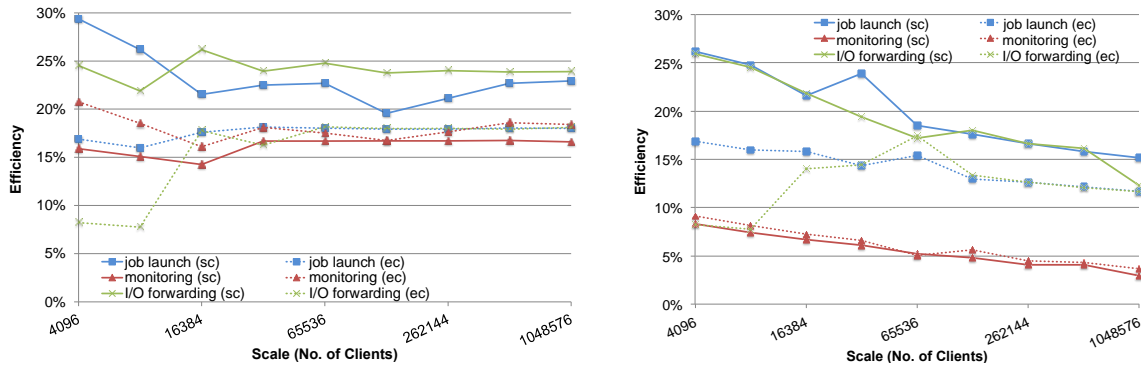 30%
25%
20%
15%
10%
5%
0%
Efficiency
job launch (sc)
job launch (ec)
monitoring (sc)
monitoring (ec)
I/O forwarding (sc)
I/O forwarding (ec)
4096
16384
65536
262144
1048576
Scale (No. of Clients)
30%
25%
20%
15%
10%
5%
0%
Efficiency
job launch (sc)
job launch (ec)
monitoring (sc)
monitoring (ec)
I/O forwarding (sc)
I/O forwarding (ec)
4096
16384
65536
262144
1048576
Scale (No. of Clients)